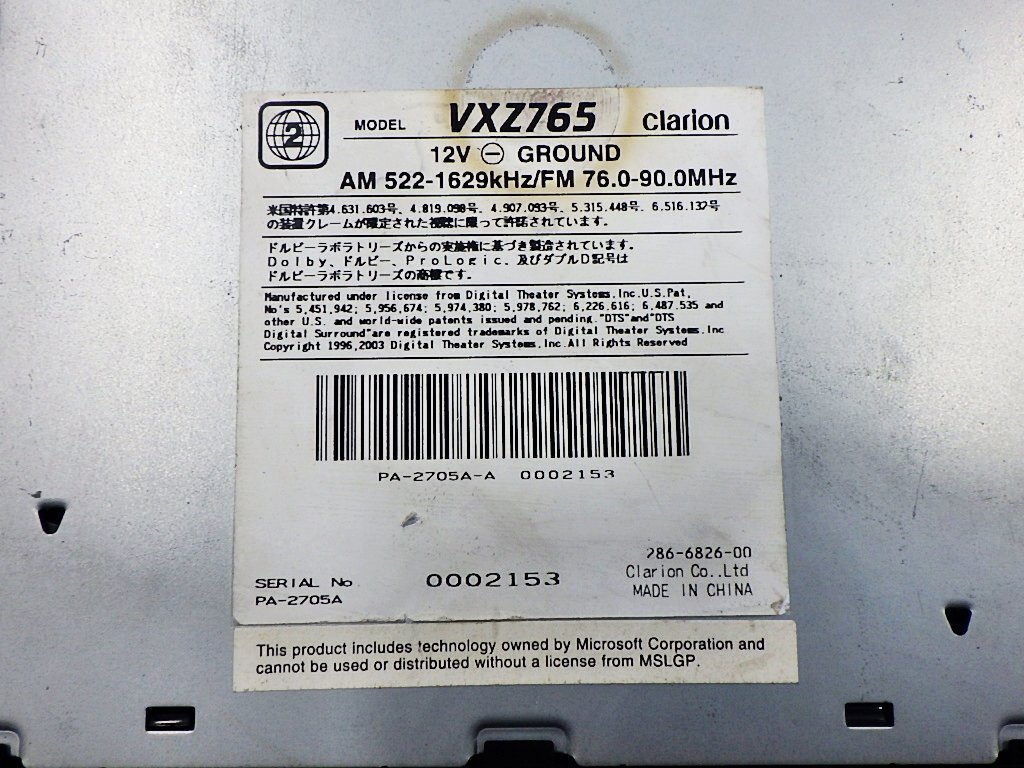 2
MODEL VXZ765 clarion
12V ⊖ GROUND
AM 522-1629kHz/FM 76.0-90.0MHz
米国特許第4.631.603号、4.819.098号、4.907.093号、5.315.448号、6.516.132号
の装置クレームが限定された視聴に限って許諾されています。
ドルビーラボラトリーズからの実施権に基づき製造されています。
Dolby、ドルビー、ProLogic、及びダブルD記号は
ドルビーラボラトリーズの商標です。
Manufactured under license from Digital Theater Systems,Inc.U.S.Pat,
No's 5,451,942; 5,956,674; 5,974,380; 5,978,762; 6,226,616; 6,487,535 and
other U.S. and world-wide patents issued and pending."DTS"and"DTS
Digital Surround"are registered trademarks of Digital Theater Systems,Inc
Copyright 1996,2003 Digital Theater Systems,Inc.All Rights Reserved
PA-2705A-A 0002153
286-6826-00
SERIAL No 0002153 Clarion Co.,Ltd
PA-2705A MADE IN CHINA
This product includes technology owned by Microsoft Corporation and
cannot be used or distributed without a license from MSLGP.